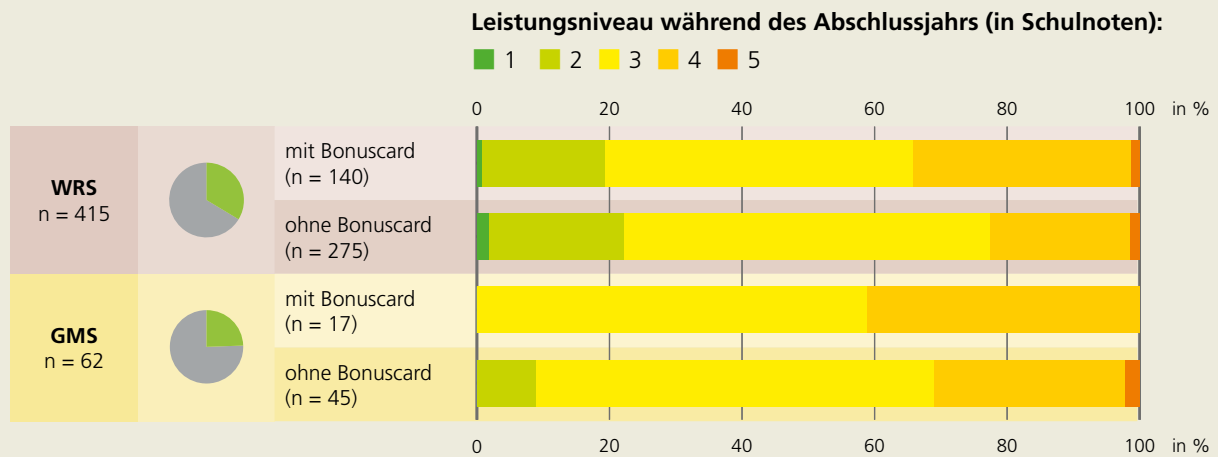 Leistungsniveau während des Abschlussjahrs (in Schulnoten):
1 2 3 4 5
0 20 40 60 80 100 in %
WRS
n = 415
mit Bonuscard
(n = 140)
ohne Bonuscard
(n = 275)
GMS
n = 62
mit Bonuscard
(n = 17)
ohne Bonuscard
(n = 45)
0 20 40 60 80 100 in %